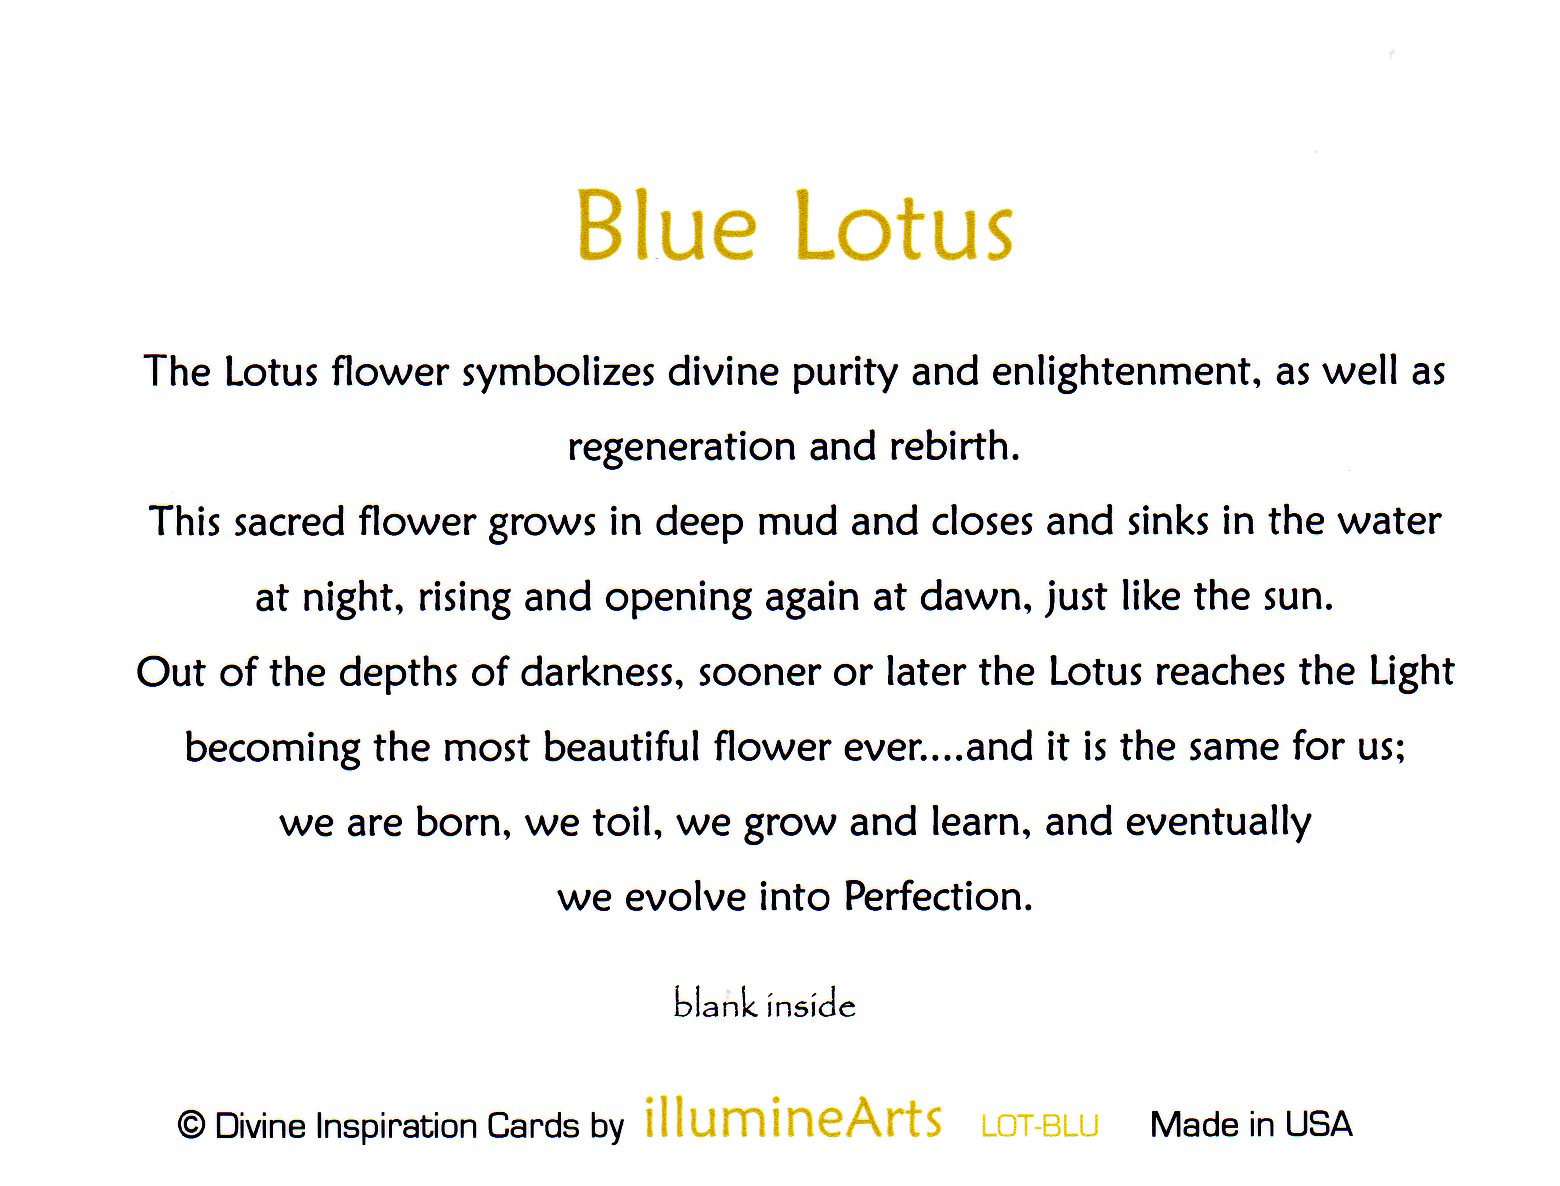 Blue Lotus
The Lotus flower symbolizes divine purity and enlightenment, as well as
regeneration and rebirth.
This sacred flower grows in deep mud and closes and sinks in the water
at night, rising and opening again at dawn, just like the sun.
Out of the depths of darkness, sooner or later the Lotus reaches the Light
becoming the most beautiful flower ever....and it is the same for us;
we are born, we toil, we grow and learn, and eventually
we evolve into Perfection.
blank inside
© Divine Inspiration Cards by illumineArts LOT-BLU Made in USA